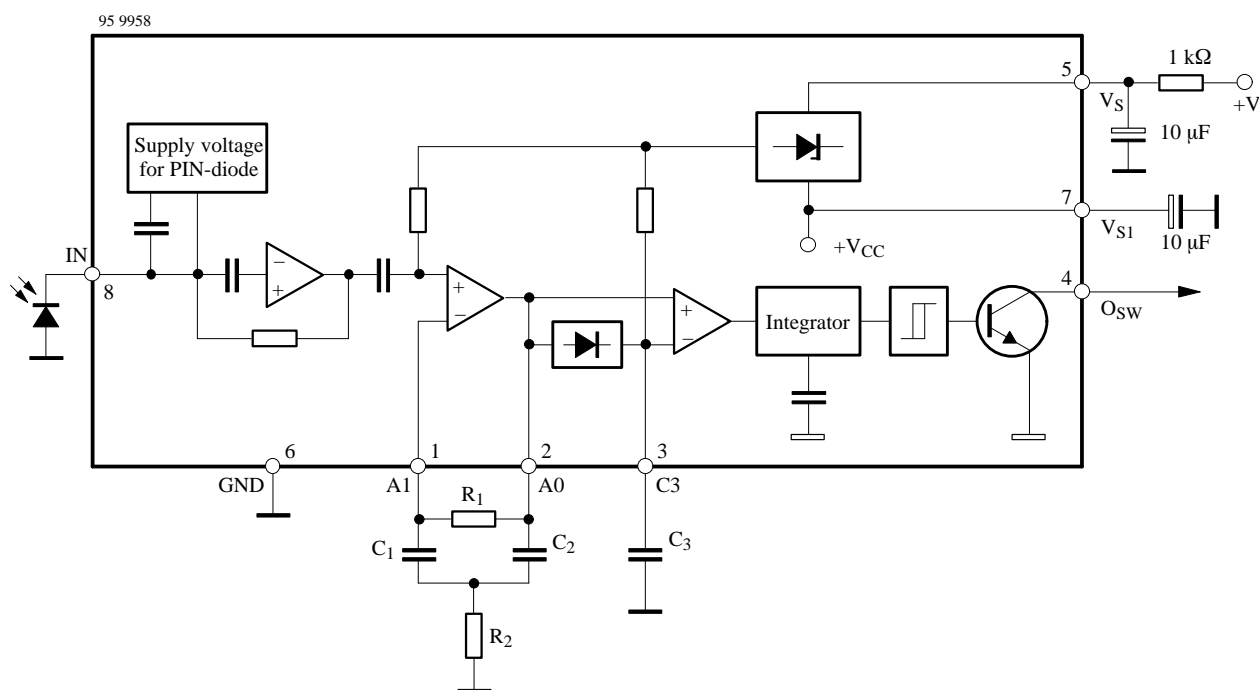 95 9958
5
1 kΩ
V_S
+V
10 μF
Supply voltage
for PIN-diode
7
V_S1
10 μF
+V_CC
IN
8
−
+
+
−
+
−
Integrator
4
O_SW
6
GND
1
A1
2
A0
3
C3
R_1
C_1
C_2
C_3
R_2